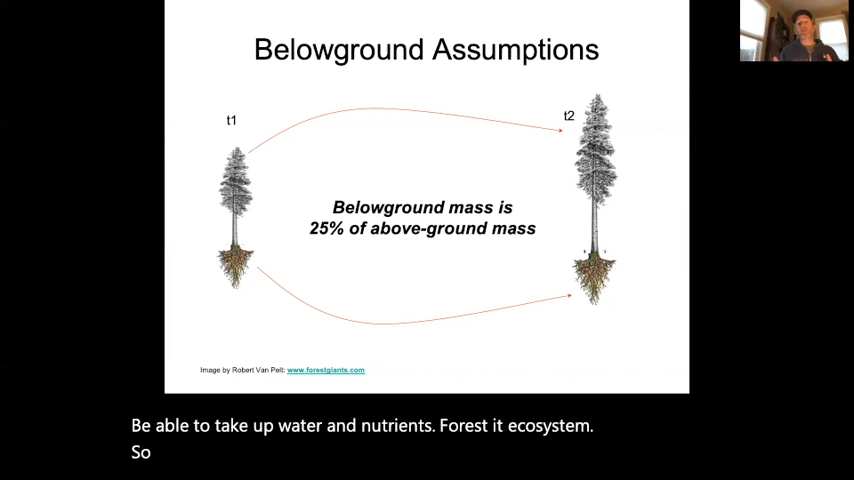 Belowground Assumptions
t1
t2
Belowground mass is
25% of above-ground mass
Image by Robert Van Pelt: www.forestgiants.com
Be able to take up water and nutrients. Forest it ecosystem.
So